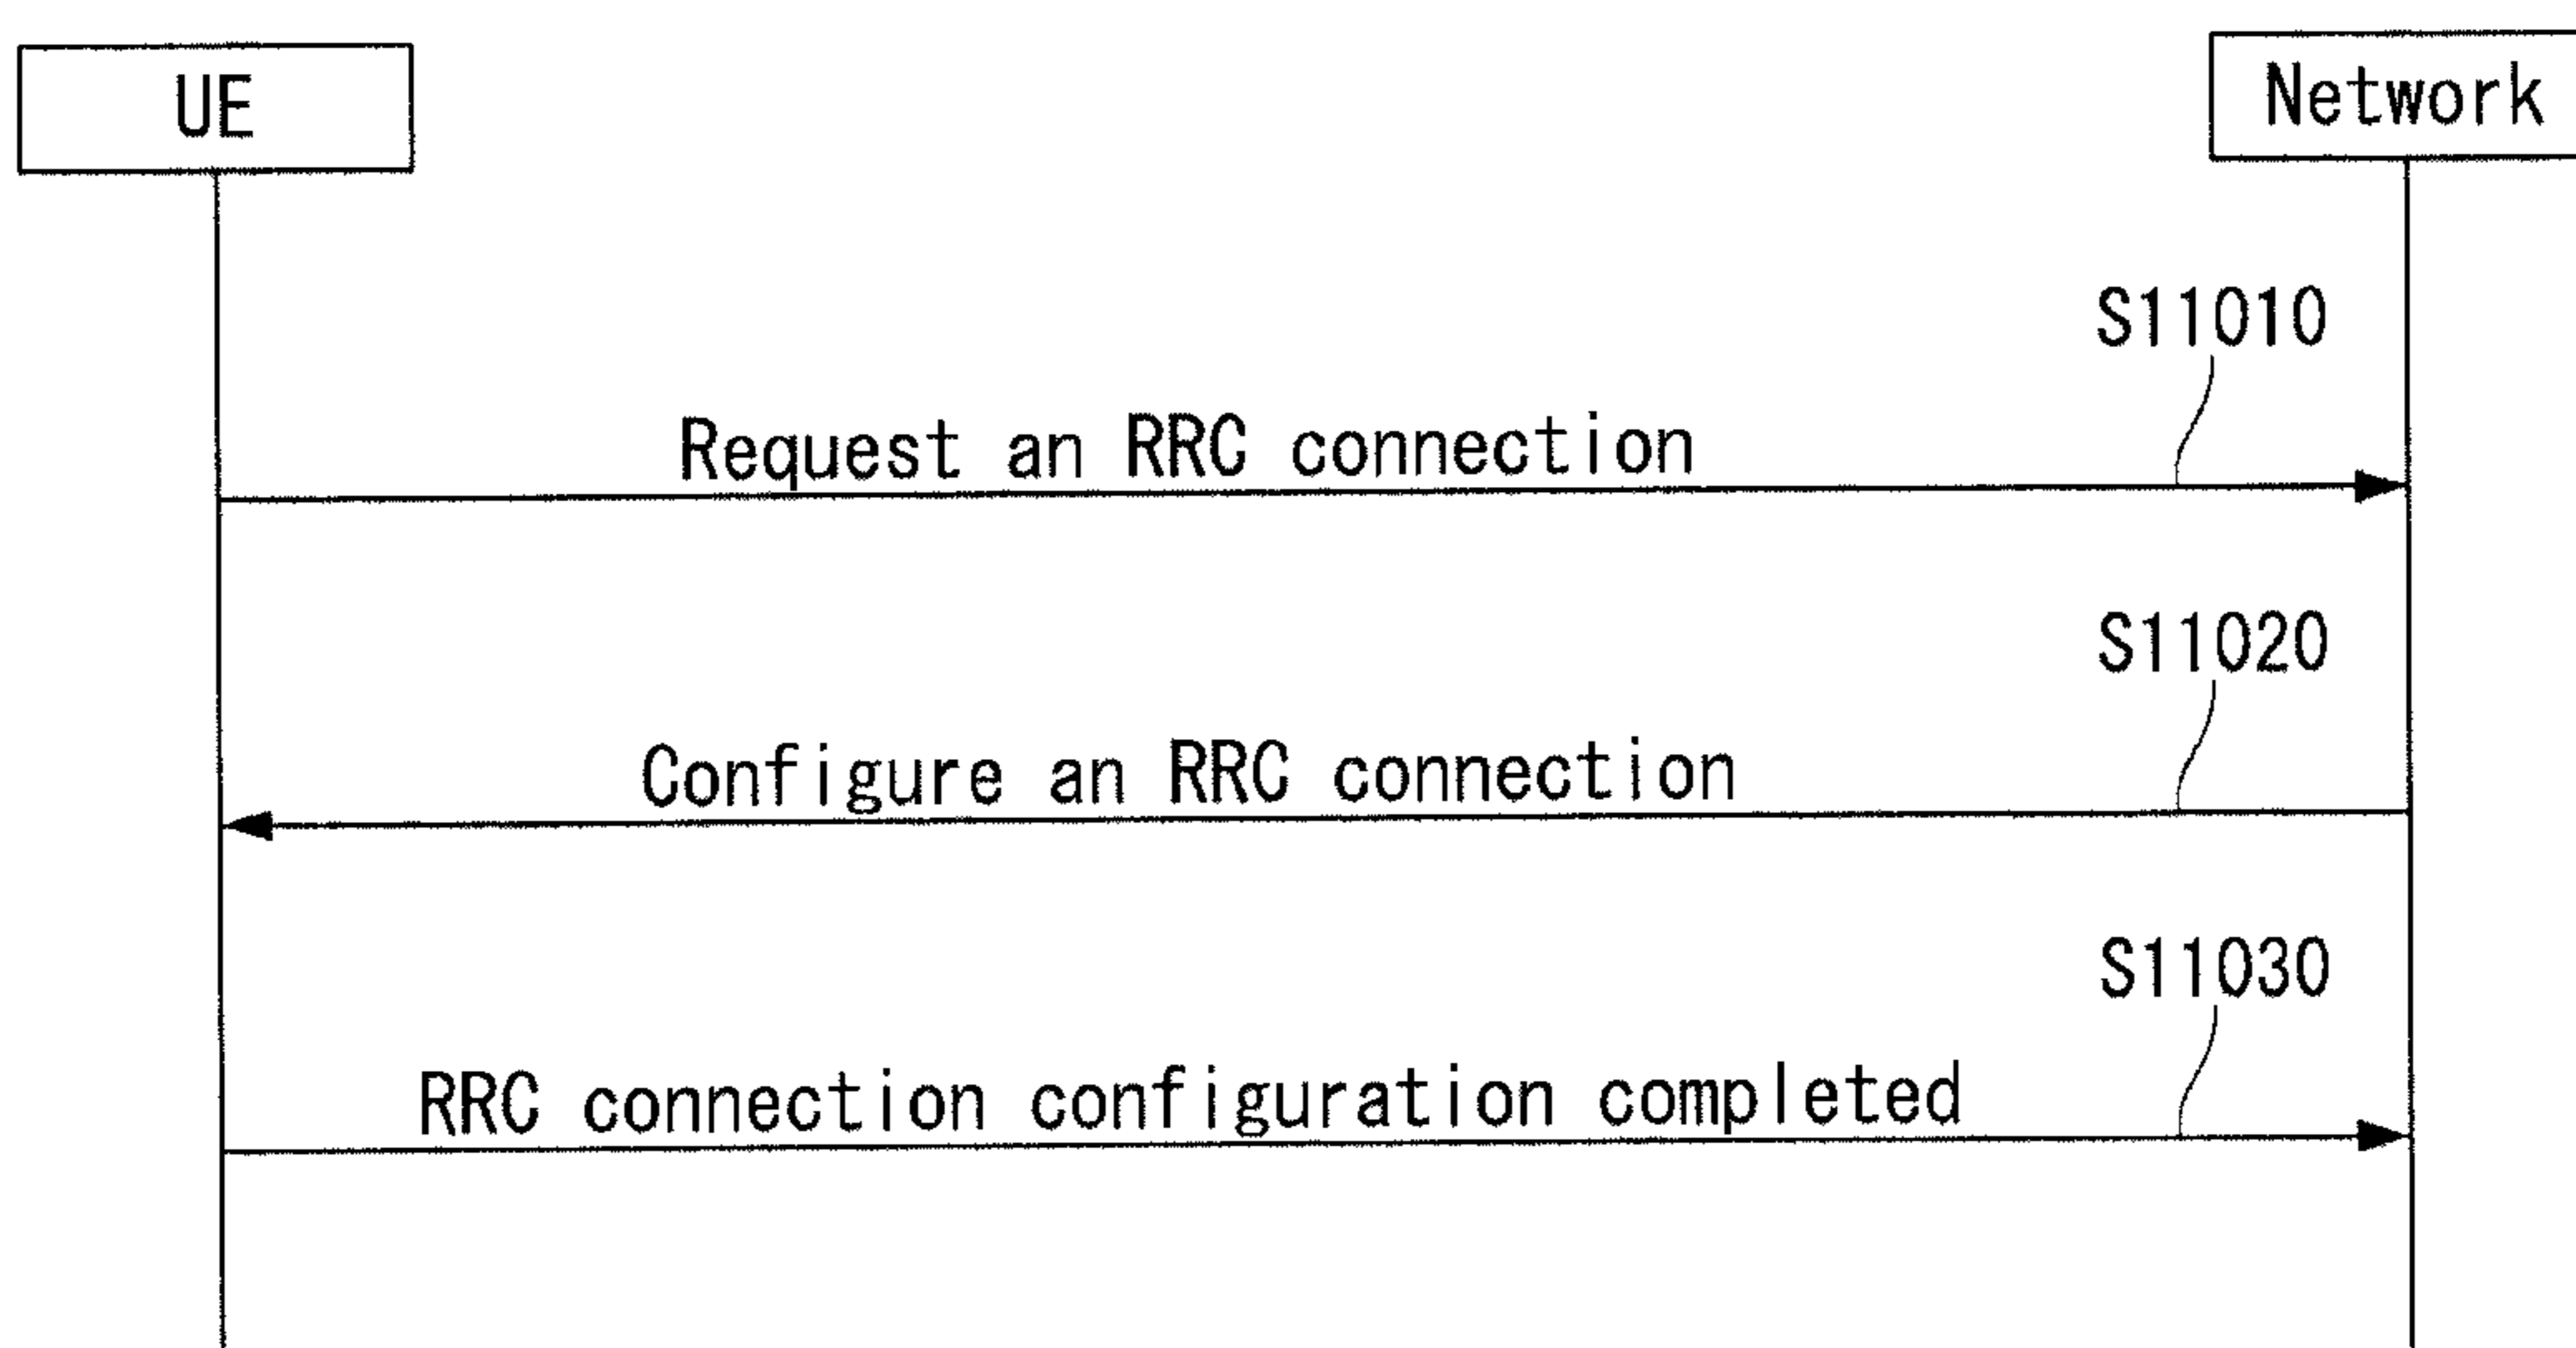 UE
Network
S11010
Request an RRC connection
S11020
Configure an RRC connection
S11030
RRC connection configuration completed